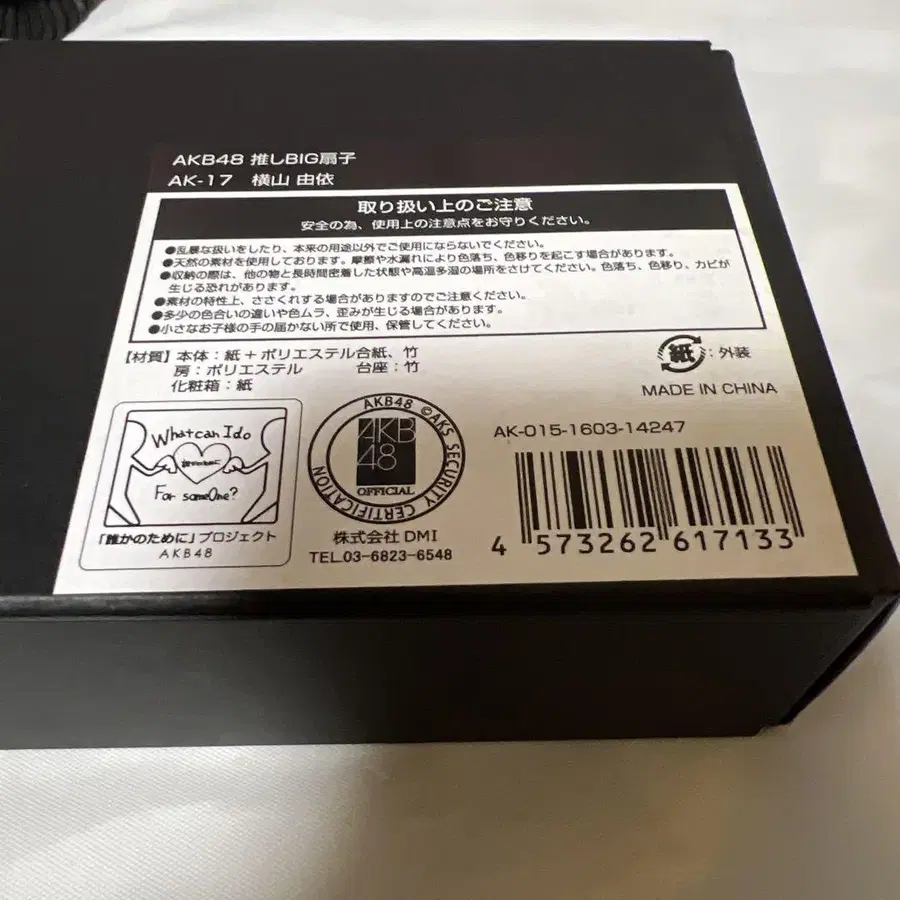 AKB48 推しBIG扇子
AK-17 横山 由依
取り扱い上のご注意
安全の為、使用上の注意点をお守りください。
●乱暴な扱いをしたり、本来の用途以外でご使用にならないでください。
●天然の素材を使用しております。摩擦や水濡れにより色落ち、色移りを起こす場合があります。
●収納の際は、他の物と長時間密着した状態や高温多湿の場所をさけてください。色落ち、色移り、カビが
生じる恐れがあります。
●素材の特性上、ささくれする場合がありますのでご注意ください。
●多少の色合いの違いや色ムラ、歪みが生じる場合があります。
●小さなお子様の手の届かない所で使用、保管してください。
【材質】本体:紙+ポリエステル合紙、竹
房:ポリエステル 台座:竹
化粧箱:紙
紙:外装
MADE IN CHINA
What can I do
誰かのために
For someOne?
「誰かのために」プロジェクト
AKB48
AKB48 ©AKS SECURITY CERTIFICATION
AKB
48
OFFICIAL
株式会社 DMI
TEL.03-6823-6548
AK-015-1603-14247
4 573262 617133